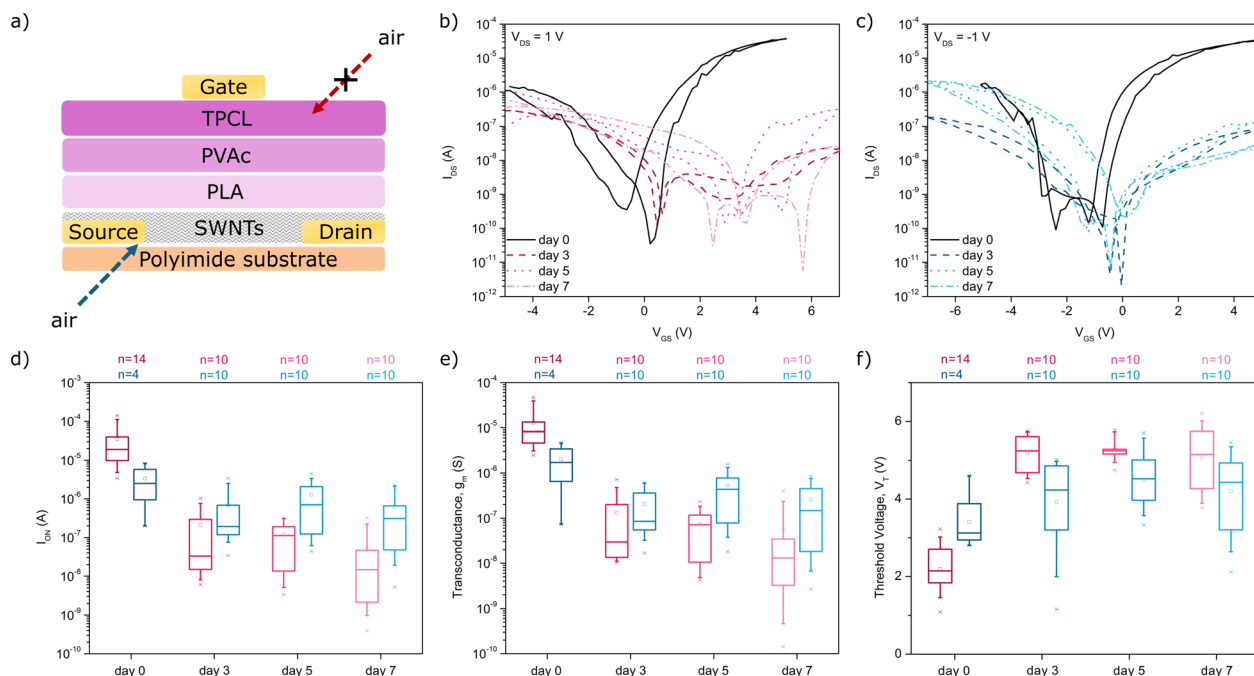 a)
air
Gate
TPCL
PVAc
PLA
SWNTs
Source
Drain
Polyimide substrate
air
b)
V_DS = 1 V
10⁻⁴
10⁻⁵
10⁻⁶
10⁻⁷
10⁻⁸
10⁻⁹
10⁻¹⁰
10⁻¹¹
10⁻¹²
I_DS (A)
day 0
day 3
day 5
day 7
-4 -2 0 2 4 6
V_GS (V)
c)
V_DS = -1 V
10⁻⁴
10⁻⁵
10⁻⁶
10⁻⁷
10⁻⁸
10⁻⁹
10⁻¹⁰
10⁻¹¹
10⁻¹²
I_DS (A)
day 0
day 3
day 5
day 7
-6 -4 -2 0 2 4
V_GS (V)
d)
n=14 n=10 n=10 n=10
n=4 n=10 n=10 n=10
10⁻³
10⁻⁴
10⁻⁵
10⁻⁶
10⁻⁷
10⁻⁸
10⁻⁹
10⁻¹⁰
I_ON (A)
day 0 day 3 day 5 day 7
e)
n=14 n=10 n=10 n=10
n=4 n=10 n=10 n=10
10⁻⁴
10⁻⁵
10⁻⁶
10⁻⁷
10⁻⁸
10⁻⁹
10⁻¹⁰
Transconductance, g_m (S)
day 0 day 3 day 5 day 7
f)
n=14 n=10 n=10 n=10
n=4 n=10 n=10 n=10
6
4
2
0
Threshold Voltage, V_T (V)
day 0 day 3 day 5 day 7